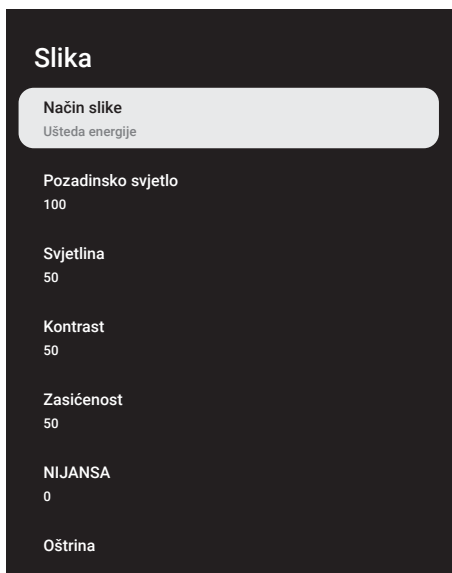 Slika
Način slike
Ušteda energije
Pozadinsko svjetlo
100
Svjetlina
50
Kontrast
50
Zasićenost
50
NIJANSA
0
Oštrina